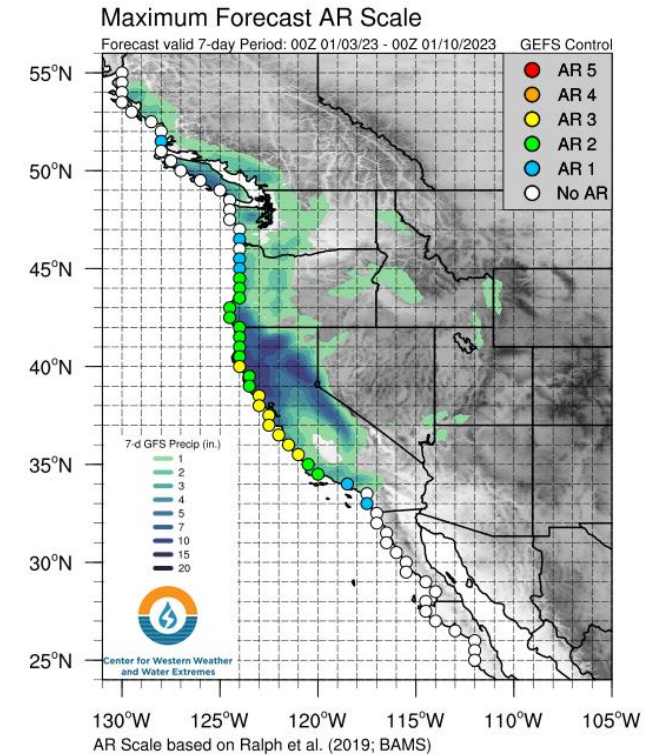 Maximum Forecast AR Scale
Forecast valid 7-day Period: 00Z 01/03/23 - 00Z 01/10/2023 GEFS Control
AR 5
AR 4
AR 3
AR 2
AR 1
No AR
55°N
50°N
45°N
40°N
35°N
30°N
25°N
7-d GFS Precip (in.)
1
2
3
4
5
7
10
15
20
Center for Western Weather
and Water Extremes
130°W 125°W 120°W 115°W 110°W 105°W
AR Scale based on Ralph et al. (2019; BAMS)